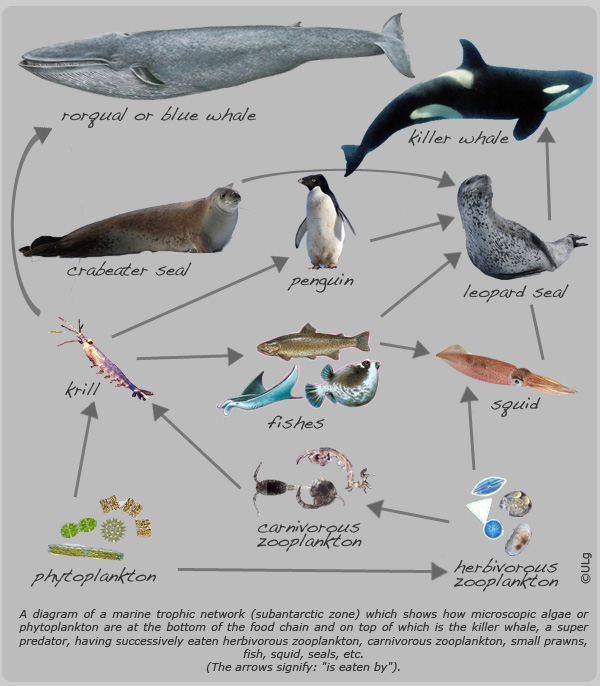 rorqual or blue whale
killer whale
crabeater seal
penguin
leopard seal
krill
fishes
squid
carnivorous
zooplankton
phytoplankton
herbivorous
zooplankton
©ULg
A diagram of a marine trophic network (subantarctic zone) which shows how microscopic algae or
phytoplankton are at the bottom of the food chain and on top of which is the killer whale, a super
predator, having successively eaten herbivorous zooplankton, carnivorous zooplankton, small prawns,
fish, squid, seals, etc.
(The arrows signify: "is eaten by").